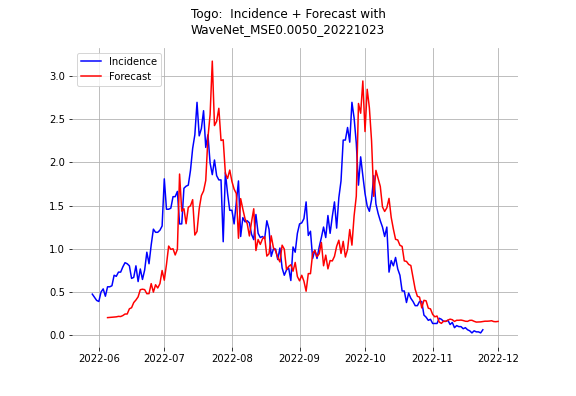 Togo:  Incidence + Forecast with
WaveNet_MSE0.0050_20221023
Incidence
Forecast
3.0
2.5
2.0
1.5
1.0
0.5
0.0
2022-06 2022-07 2022-08 2022-09 2022-10 2022-11 2022-12